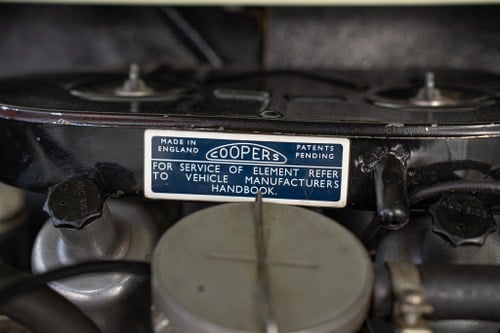 MADE IN
ENGLAND
COOPERS
PATENTS
PENDING
FOR SERVICE OF ELEMENT REFER
TO VEHICLE MANUFACTURERS
HANDBOOK.